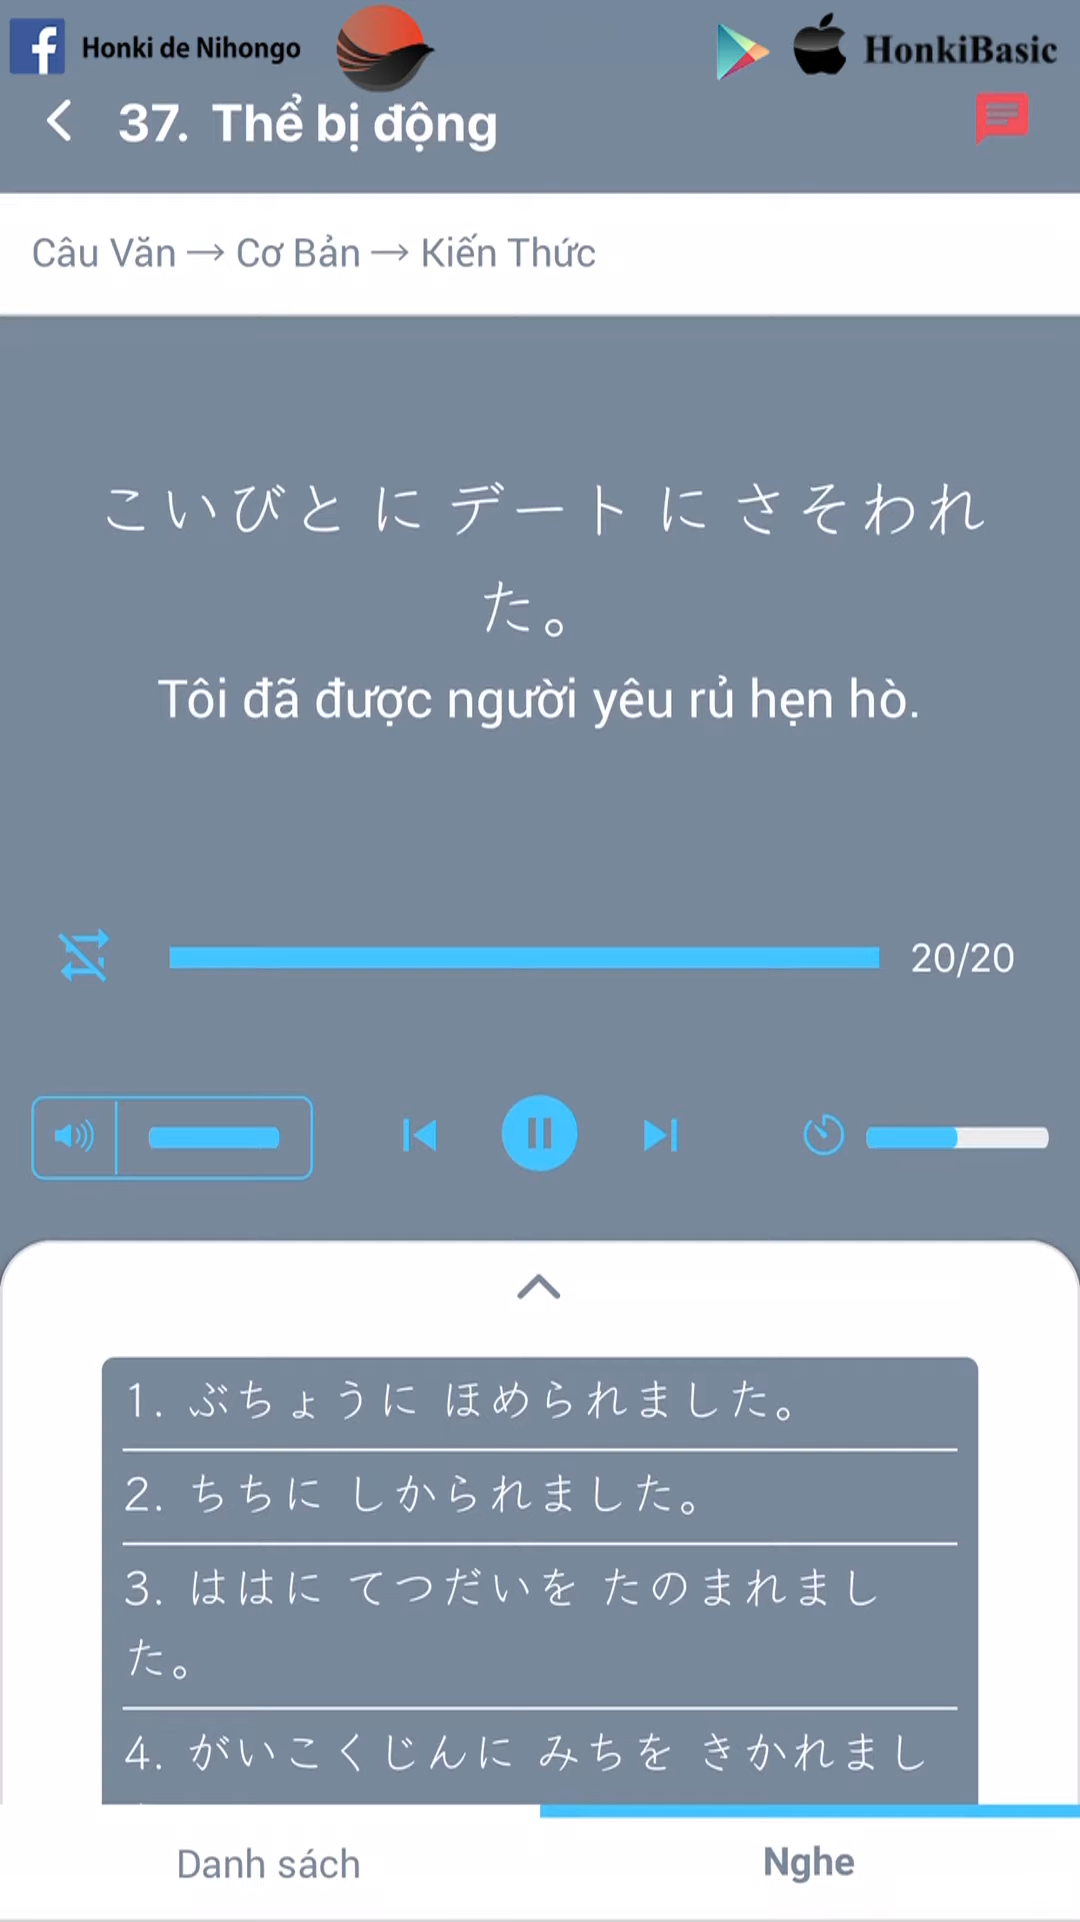 Honki de Nihongo
HonkiBasic
37. Thể bị động
Câu Văn → Cơ Bản → Kiến Thức
こいびと に デート に さそわれ
た。
Tôi đã được người yêu rủ hẹn hò.
20/20
1. ぶちょうに ほめられました。
2. ちちに しかられました。
3. ははに てつだいを たのまれまし
た。
4. がいこくじんに みちを きかれまし
Danh sách
Nghe